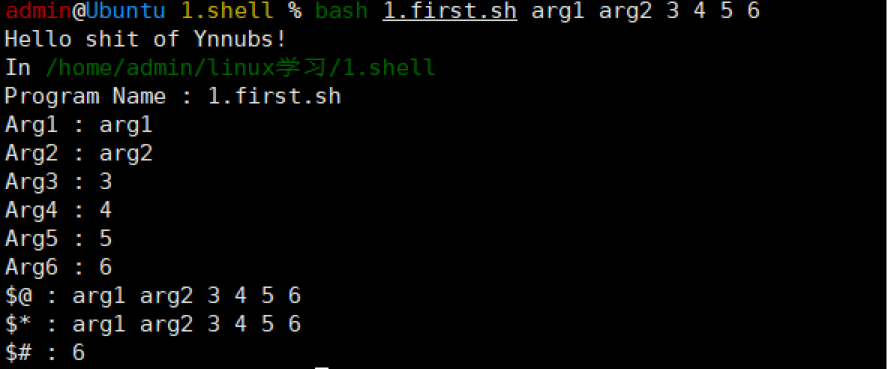 admin@Ubuntu 1.shell % bash 1.first.sh arg1 arg2 3 4 5 6
Hello shit of Ynnubs!
In /home/admin/linux学习/1.shell
Program Name : 1.first.sh
Arg1 : arg1
Arg2 : arg2
Arg3 : 3
Arg4 : 4
Arg5 : 5
Arg6 : 6
$@ : arg1 arg2 3 4 5 6
$* : arg1 arg2 3 4 5 6
$# : 6